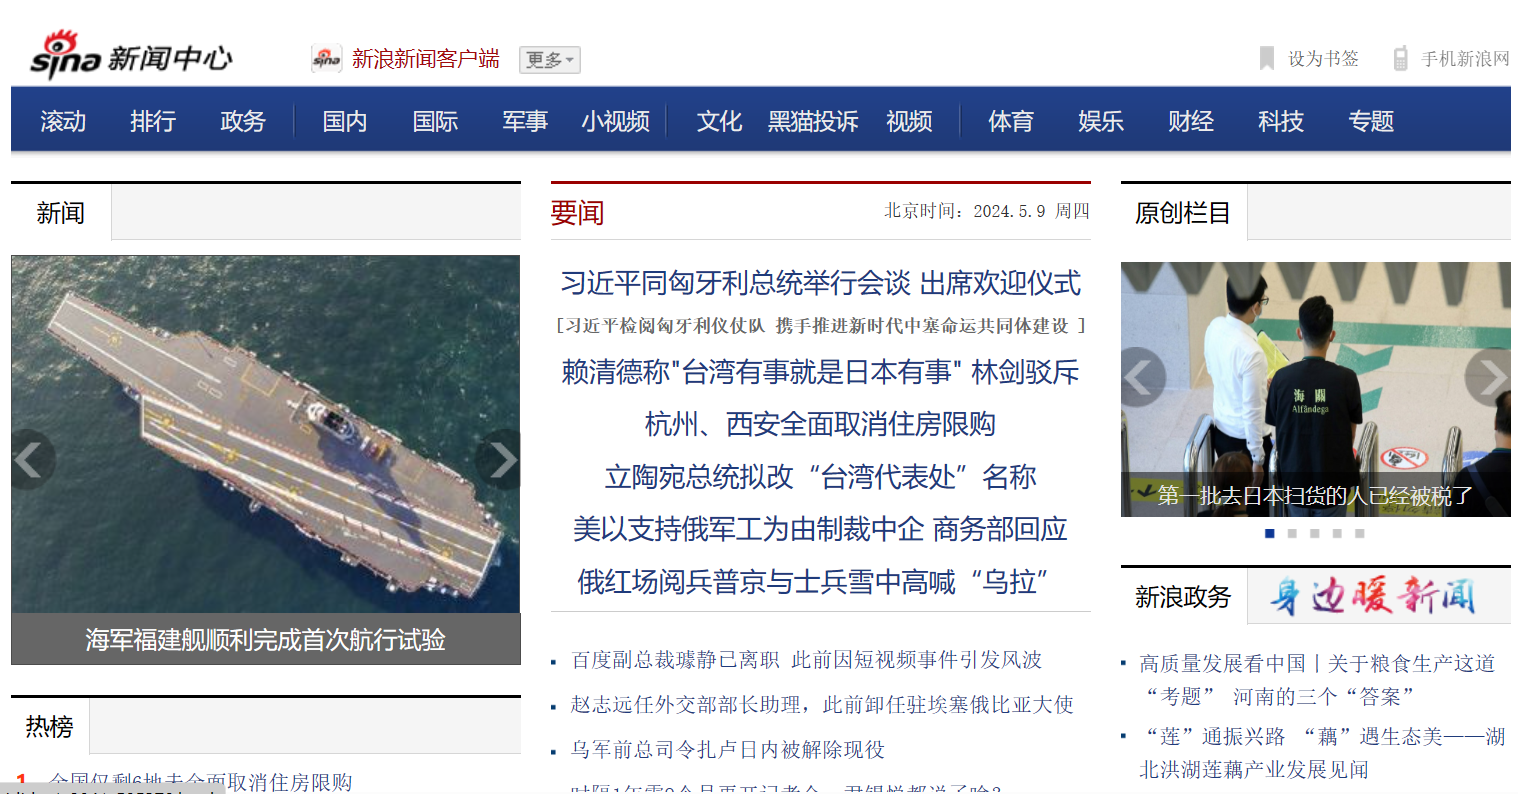 sina 新闻中心
sina 新浪新闻客户端 更多
设为书签 手机新浪网
滚动 排行 政务 国内 国际 军事 小视频 文化 黑猫投诉 视频 体育 娱乐 财经 科技 专题
新闻
海军福建舰顺利完成首次航行试验
热榜
1 全国仅剩6地未全面取消住房限购
要闻
北京时间：2024.5.9 周四
习近平同匈牙利总统举行会谈 出席欢迎仪式
[习近平检阅匈牙利仪仗队 携手推进新时代中塞命运共同体建设 ]
赖清德称"台湾有事就是日本有事" 林剑驳斥
杭州、西安全面取消住房限购
立陶宛总统拟改“台湾代表处”名称
美以支持俄军工为由制裁中企 商务部回应
俄红场阅兵普京与士兵雪中高喊“乌拉”
百度副总裁璩静已离职 此前因短视频事件引发风波
赵志远任外交部部长助理，此前卸任驻埃塞俄比亚大使
乌军前总司令扎卢日内被解除现役
原创栏目
海關
Alfândega
第一批去日本扫货的人已经被税了
新浪政务
身边暖新闻
高质量发展看中国丨关于粮食生产这道
“考题” 河南的三个“答案”
“莲”通振兴路 “藕”遇生态美——湖
北洪湖莲藕产业发展见闻